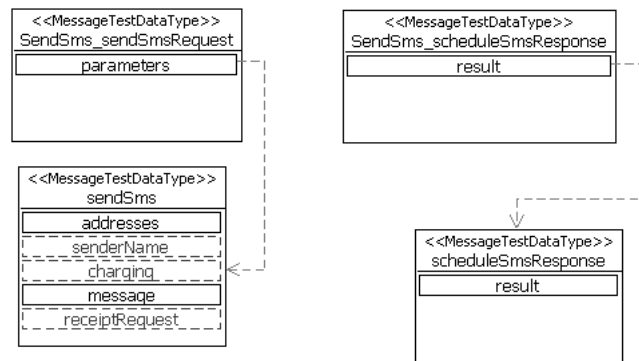 <<MessageTestDataType>>
SendSms_sendSmsRequest
parameters
<<MessageTestDataType>>
SendSms_scheduleSmsResponse
result
<<MessageTestDataType>>
sendSms
addresses
senderName
charging
message
receiptRequest
<<MessageTestDataType>>
scheduleSmsResponse
result